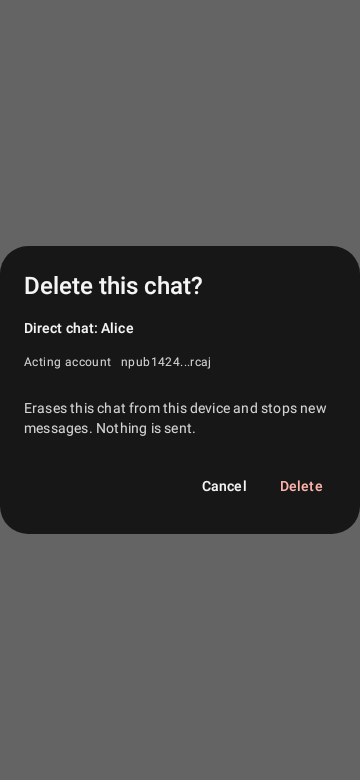 Delete this chat?
Direct chat: Alice
Acting account npub1424...rcaj
Erases this chat from this device and stops new
messages. Nothing is sent.
Cancel Delete